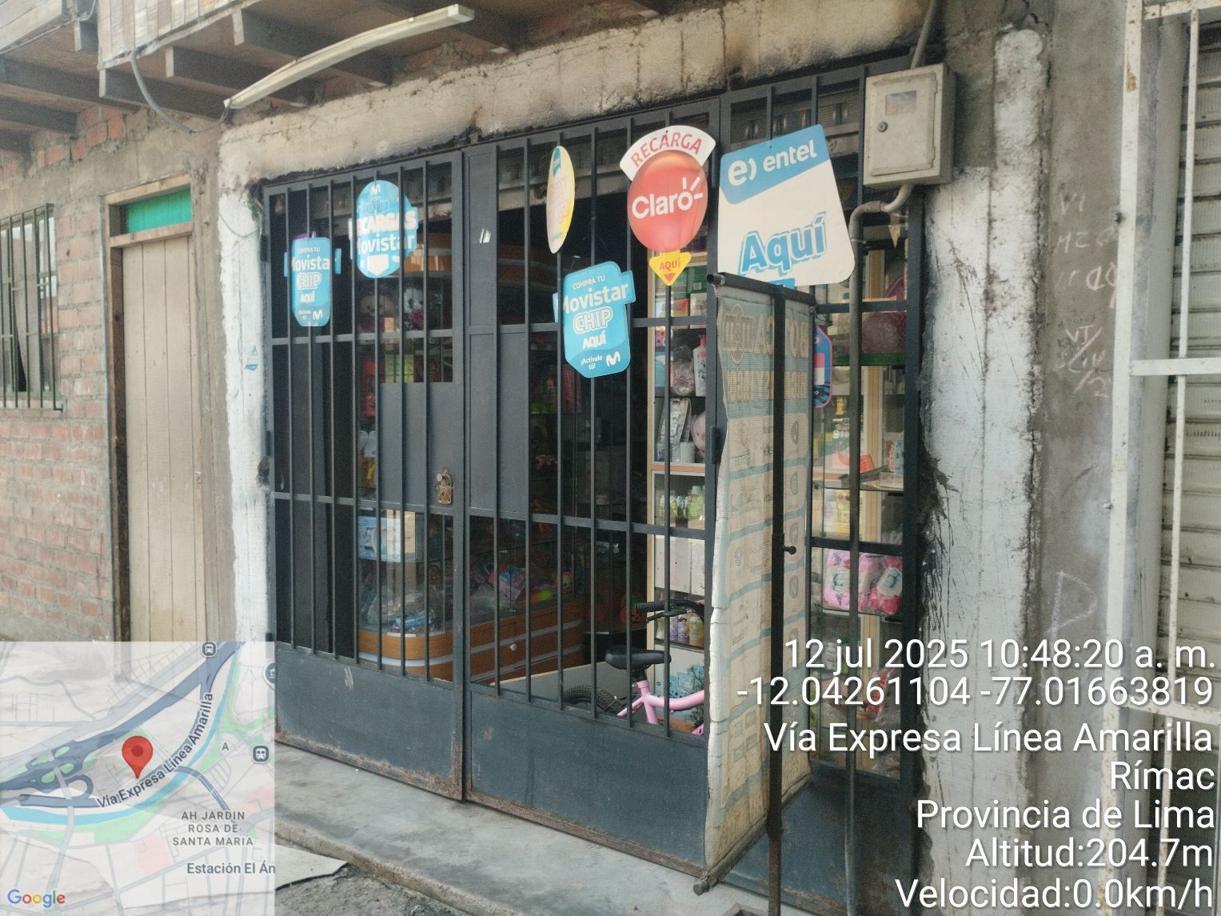 RECARGAS
Movistar
COMPRA TU
Movistar
CHIP
AQUÍ
RECARGA
Claro
AQUÍ
entel
Aquí
COMPRA TU
Movistar
CHIP
AQUÍ
¡Actívalo
tú!
12 jul 2025 10:48:20 a. m.
-12.04261104 -77.01663819
Vía Expresa Línea Amarilla
Rímac
Provincia de Lima
Altitud:204.7m
Velocidad:0.0km/h
Vía Expresa Línea Amarilla
A
AH JARDIN
ROSA DE
SANTA MARIA
Estación El Án
Google